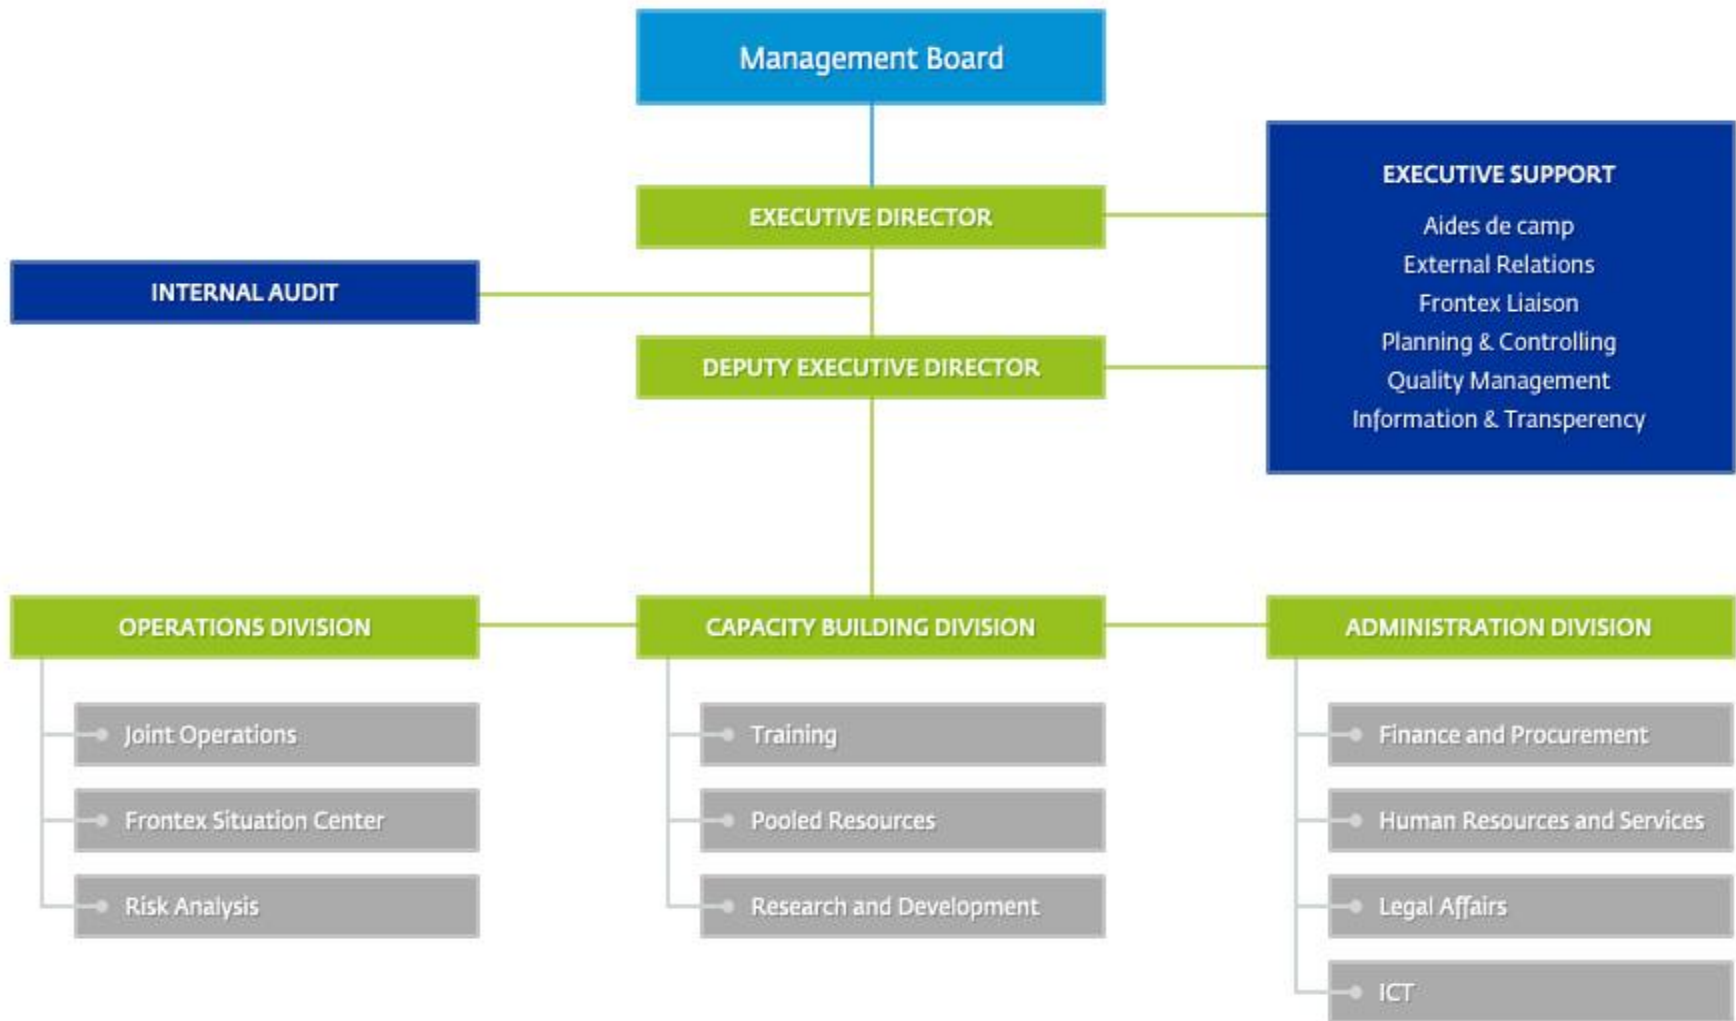 Management Board
EXECUTIVE DIRECTOR
EXECUTIVE SUPPORT
Aides de camp
External Relations
Frontex Liaison
Planning & Controlling
Quality Management
Information & Transperency
INTERNAL AUDIT
DEPUTY EXECUTIVE DIRECTOR
OPERATIONS DIVISION
Joint Operations
Frontex Situation Center
Risk Analysis
CAPACITY BUILDING DIVISION
Training
Pooled Resources
Research and Development
ADMINISTRATION DIVISION
Finance and Procurement
Human Resources and Services
Legal Affairs
ICT